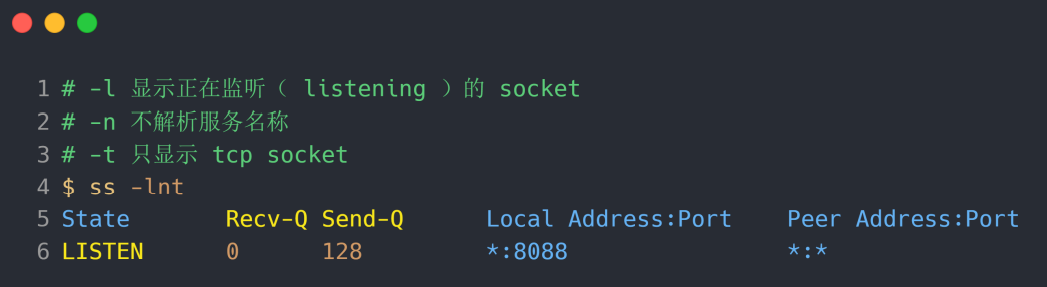 1 # -l 显示正在监听（ listening ）的 socket
2 # -n 不解析服务名称
3 # -t 只显示 tcp socket
4 $ ss -lnt
5 State Recv-Q Send-Q Local Address:Port Peer Address:Port
6 LISTEN 0 128 *:8088 *:*